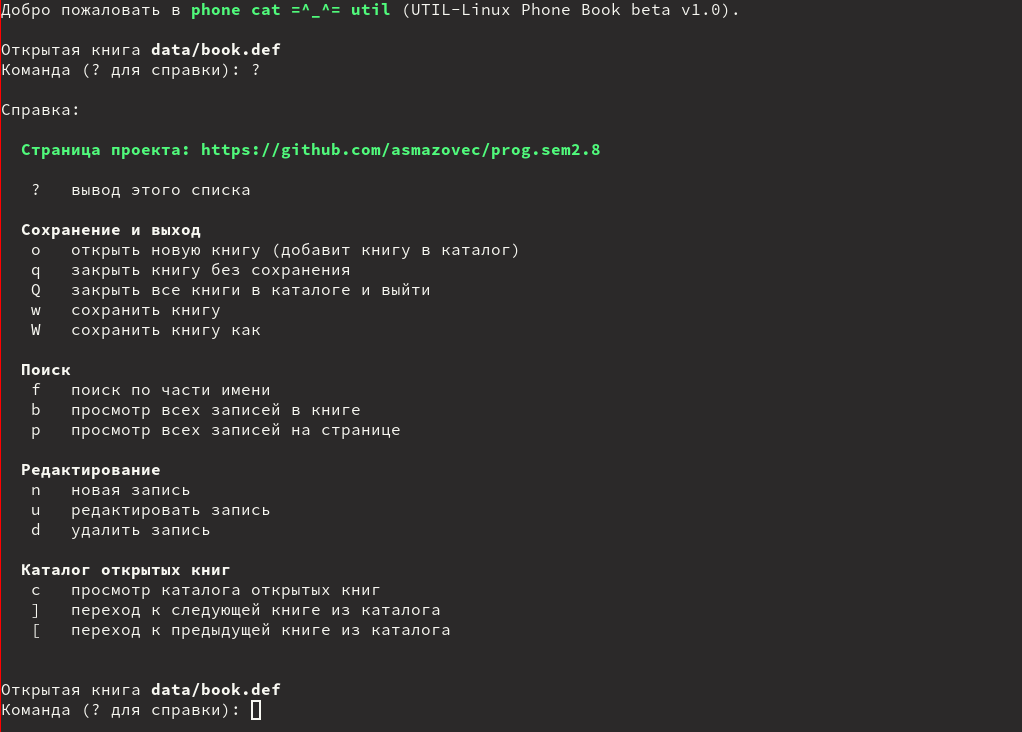 Добро пожаловать в phone cat =^_^= util (UTIL-Linux Phone Book beta v1.0).
Открытая книга data/book.def
Команда (? для справки): ?
Справка:
Страница проекта: https://github.com/asmazovec/prog.sem2.8
? вывод этого списка
Сохранение и выход
o открыть новую книгу (добавит книгу в каталог)
q закрыть книгу без сохранения
Q закрыть все книги в каталоге и выйти
w сохранить книгу
W сохранить книгу как
Поиск
f поиск по части имени
b просмотр всех записей в книге
p просмотр всех записей на странице
Редактирование
n новая запись
u редактировать запись
d удалить запись
Каталог открытых книг
c просмотр каталога открытых книг
] переход к следующей книге из каталога
[ переход к предыдущей книге из каталога
Открытая книга data/book.def
Команда (? для справки):